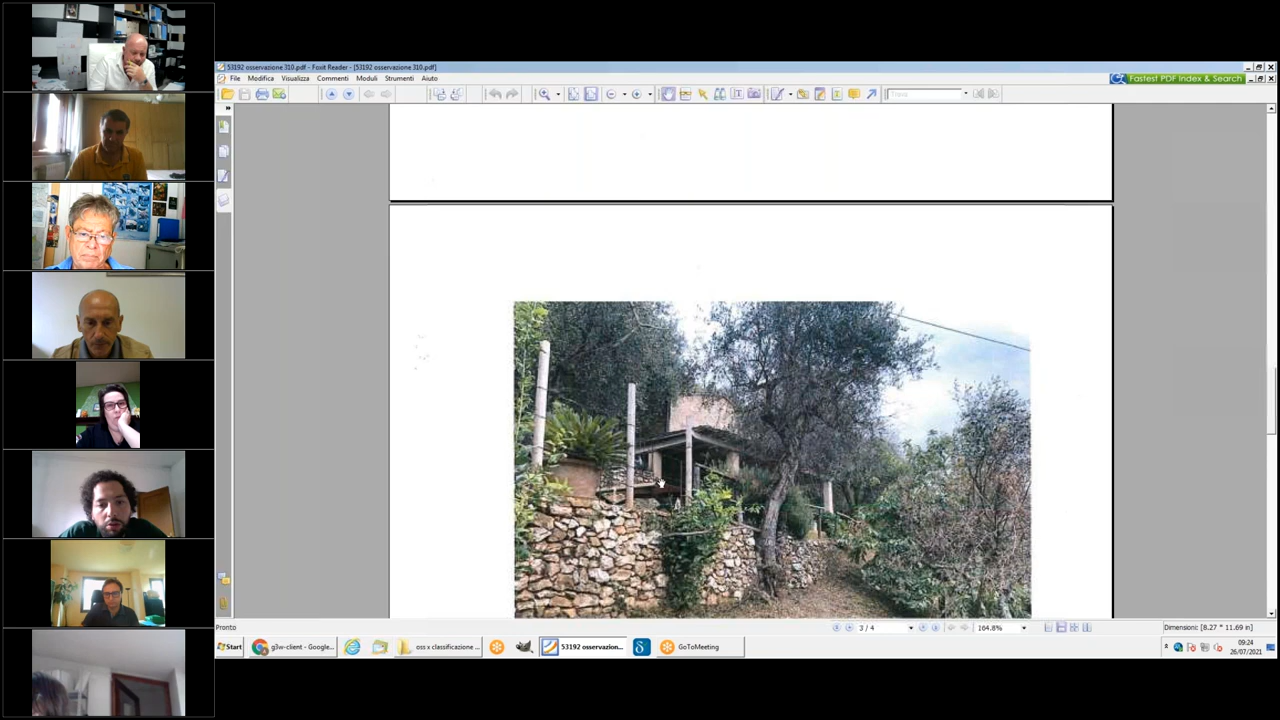 53192 osservazione 310.pdf - Foxit Reader - [53192 osservazione 310.pdf]
File Modifica Visualizza Commenti Moduli Strumenti Aiuto
Fastest PDF Index & Search
Trova
Pronto
3 / 4
164.8%
Dimensioni: [8.27 * 11.69 in]
Start
g3w-client - Google...
oss x classificazione ...
53192 osservazion...
GoToMeeting
09:24
26/07/2021